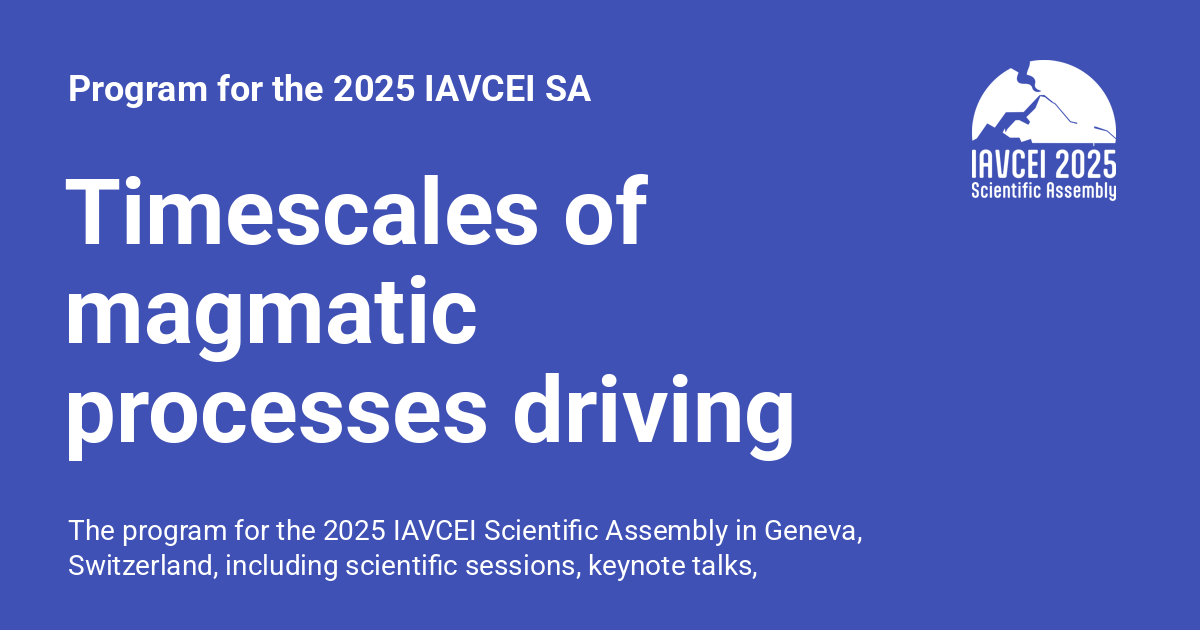 Program for the 2025 IAVCEI SA
IAVCEI 2025
Scientific Assembly
Timescales of
magmatic
processes driving
The program for the 2025 IAVCEI Scientific Assembly in Geneva,
Switzerland, including scientific sessions, keynote talks,